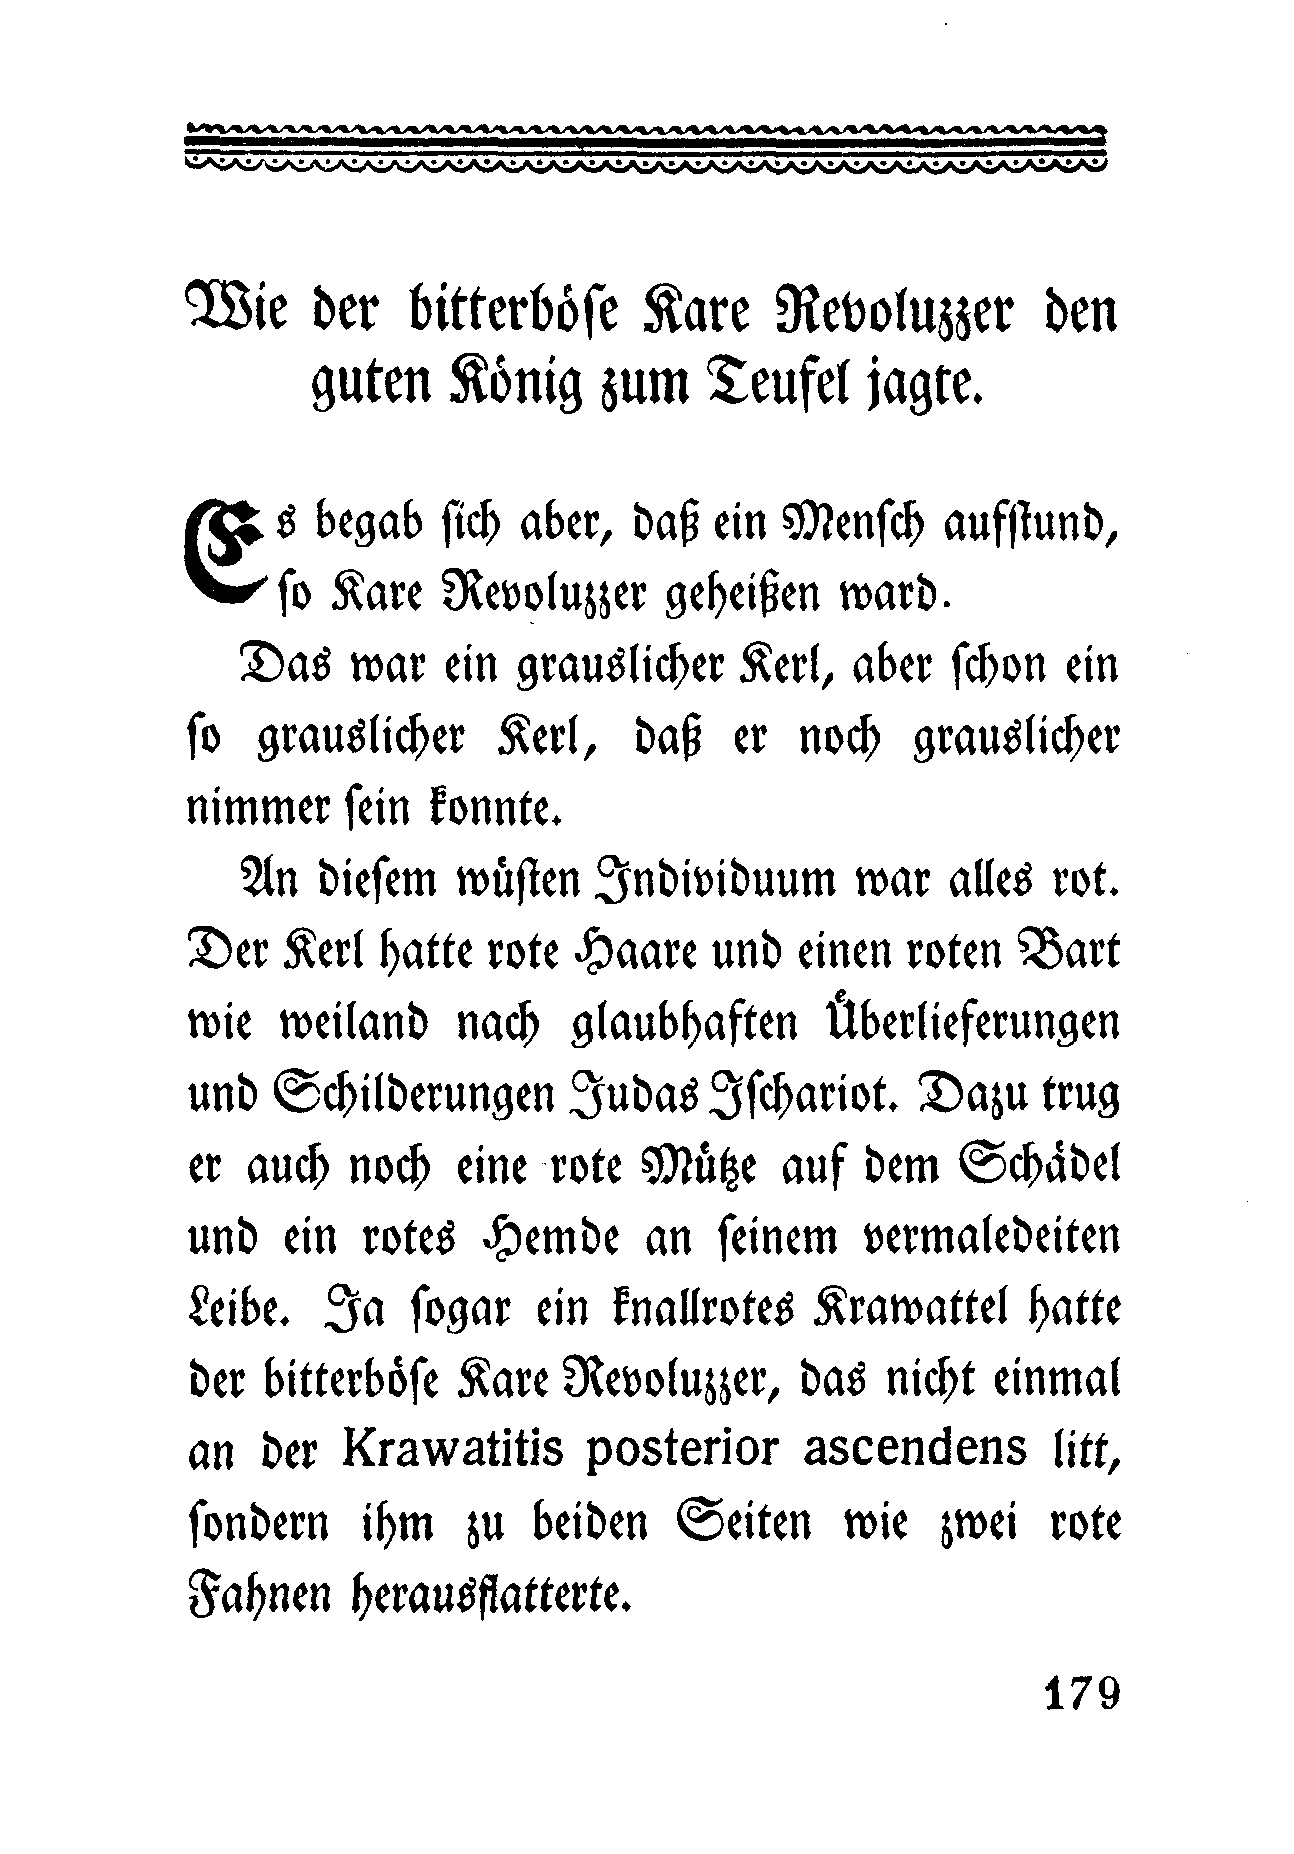 Wie der bitterböse Kare Revoluzzer den
guten König zum Teufel jagte.
Es begab sich aber, daß ein Mensch aufstund,
so Kare Revoluzzer geheißen ward.
Das war ein grauslicher Kerl, aber schon ein
so grauslicher Kerl, daß er noch grauslicher
nimmer sein konnte.
An diesem wüsten Individuum war alles rot.
Der Kerl hatte rote Haare und einen roten Bart
wie weiland nach glaubhaften Überlieferungen
und Schilderungen Judas Ischariot. Dazu trug
er auch noch eine rote Mütze auf dem Schädel
und ein rotes Hemde an seinem vermaledeiten
Leibe. Ja sogar ein knallrotes Krawattel hatte
der bitterböse Kare Revoluzzer, das nicht einmal
an der Krawatitis posterior ascendens litt,
sondern ihm zu beiden Seiten wie zwei rote
Fahnen herausflatterte.
179